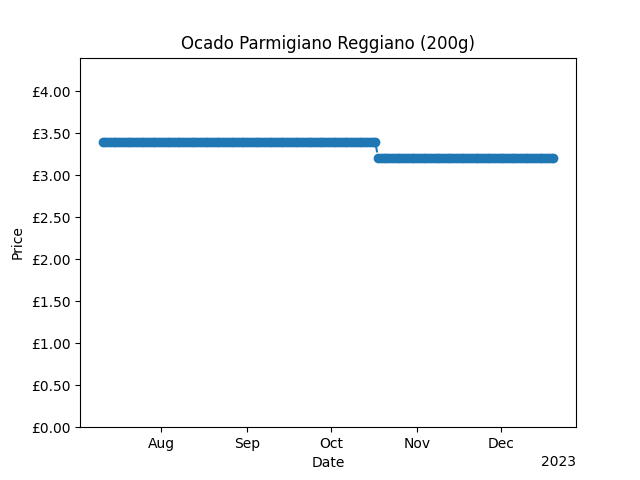 Ocado Parmigiano Reggiano (200g)
£4.00
£3.50
£3.00
£2.50
£2.00
£1.50
£1.00
£0.50
£0.00
Price
Aug Sep Oct Nov Dec
Date
2023